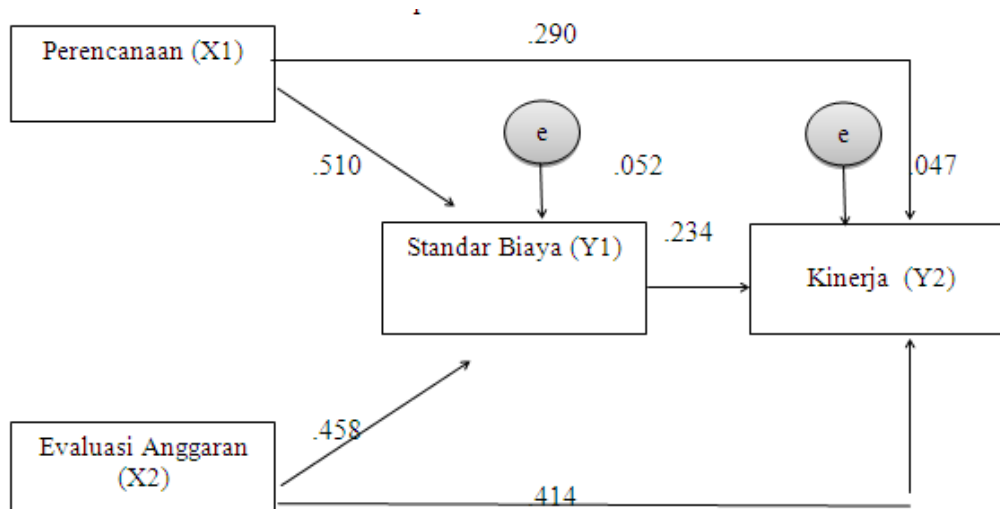 .290
Perencanaan (X1)
e
e
.510
.052
.047
.234
Standar Biaya (Y1)
Kinerja (Y2)
.458
Evaluasi Anggaran
(X2)
.414